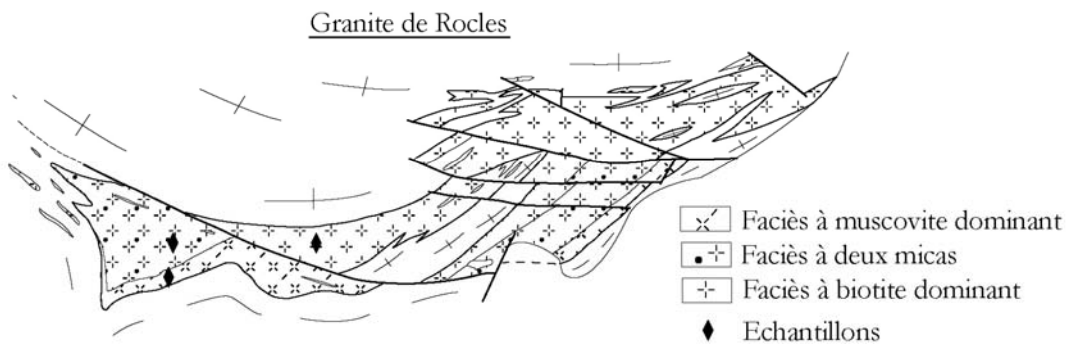 Granite de Rocles
Faciès à muscovite dominant
Faciès à deux micas
Faciès à biotite dominant
Echantillons